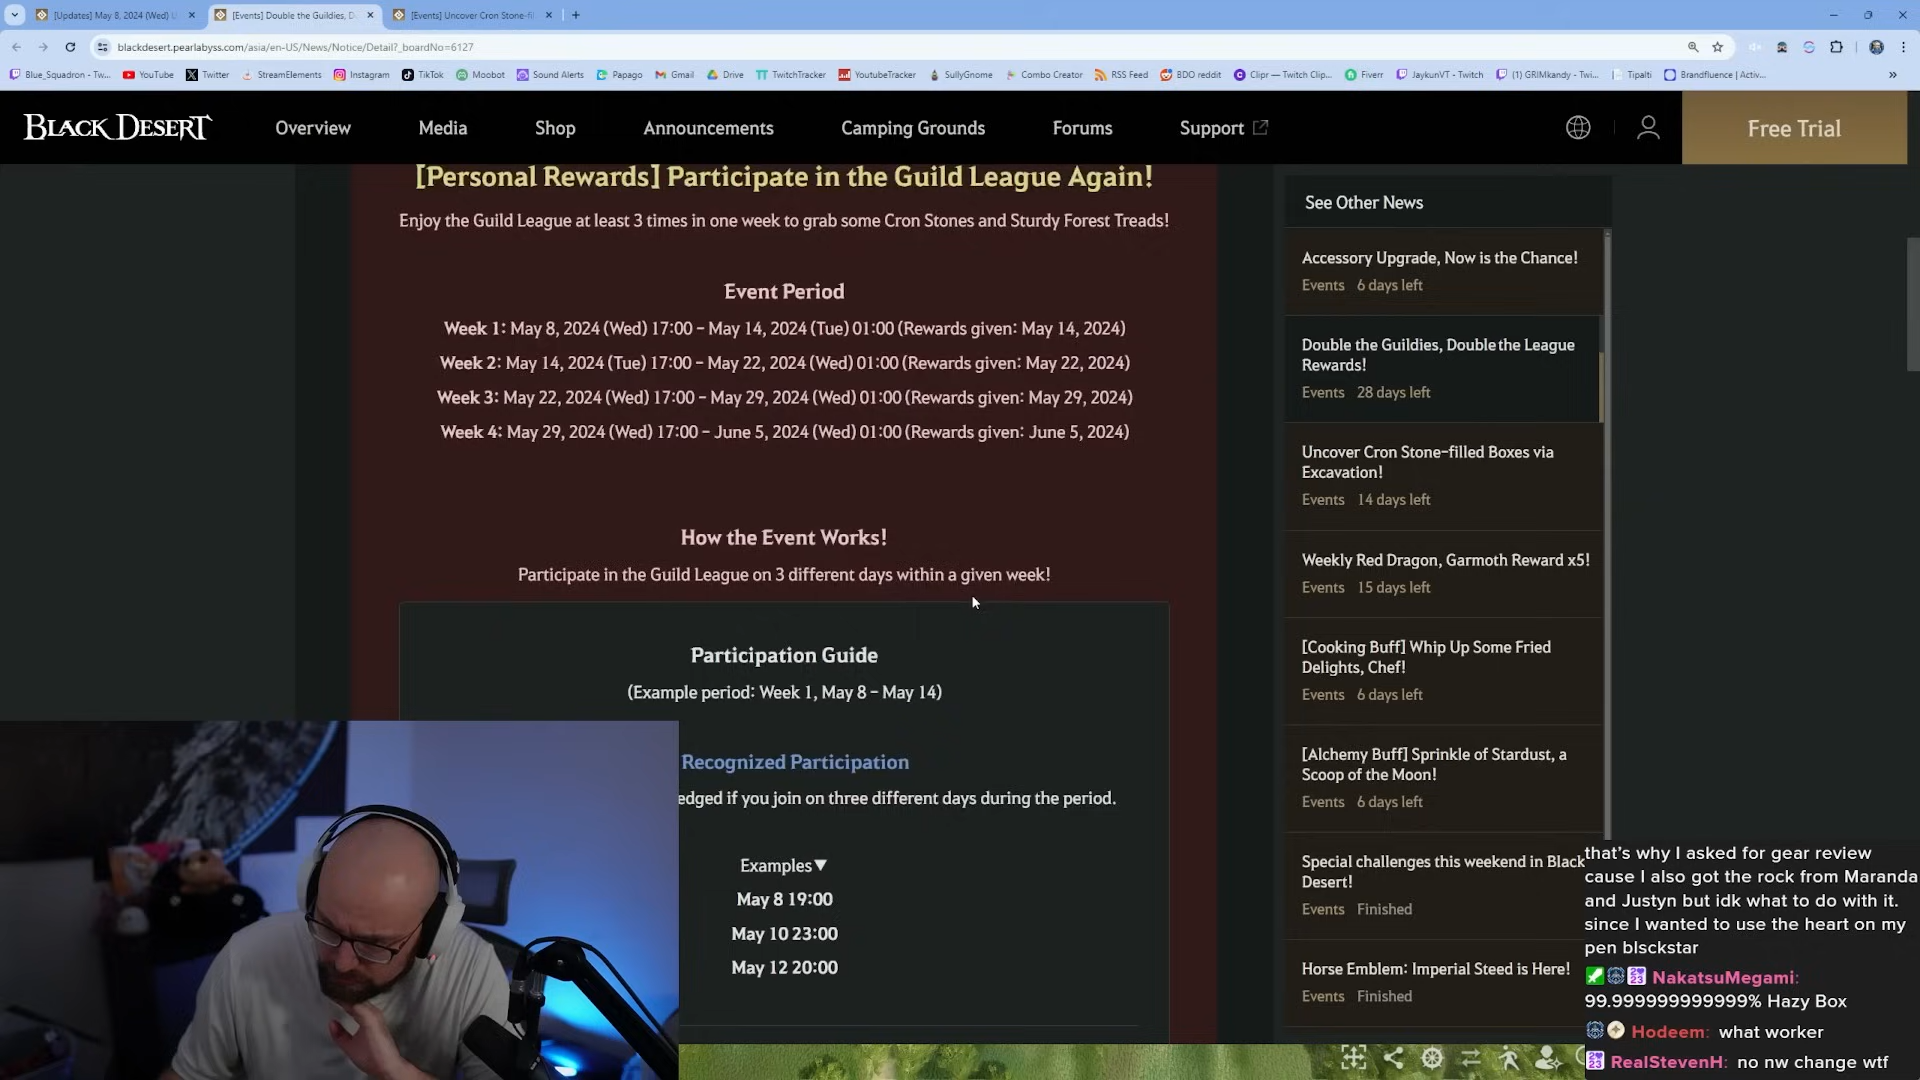 [Updates] May 8, 2024 (Wed) U
[Events] Double the Guildies, D
[Events] Uncover Cron Stone-fi
blackdesert.pearlabyss.com/asia/en-US/News/Notice/Detail?_boardNo=6127
Blue_Squadron - Tw...
YouTube
Twitter
StreamElements
Instagram
TikTok
Moobot
Sound Alerts
Papago
Gmail
Drive
TwitchTracker
YoutubeTracker
SullyGnome
Combo Creator
RSS Feed
BDO reddit
Clipr — Twitch Clip...
Fiverr
JaykunVT - Twitch
(1) GRIMkandy - Twi...
Tipalti
Brandfluence | Activ...
BLACK DESERT
Overview
Media
Shop
Announcements
Camping Grounds
Forums
Support
Free Trial
[Personal Rewards] Participate in the Guild League Again!
Enjoy the Guild League at least 3 times in one week to grab some Cron Stones and Sturdy Forest Treads!
Event Period
Week 1: May 8, 2024 (Wed) 17:00 – May 14, 2024 (Tue) 01:00 (Rewards given: May 14, 2024)
Week 2: May 14, 2024 (Tue) 17:00 – May 22, 2024 (Wed) 01:00 (Rewards given: May 22, 2024)
Week 3: May 22, 2024 (Wed) 17:00 – May 29, 2024 (Wed) 01:00 (Rewards given: May 29, 2024)
Week 4: May 29, 2024 (Wed) 17:00 – June 5, 2024 (Wed) 01:00 (Rewards given: June 5, 2024)
How the Event Works!
Participate in the Guild League on 3 different days within a given week!
Participation Guide
(Example period: Week 1, May 8 – May 14)
Recognized Participation
edged if you join on three different days during the period.
Examples▼
May 8 19:00
May 10 23:00
May 12 20:00
See Other News
Accessory Upgrade, Now is the Chance!
Events 6 days left
Double the Guildies, Double the League
Rewards!
Events 28 days left
Uncover Cron Stone-filled Boxes via
Excavation!
Events 14 days left
Weekly Red Dragon, Garmoth Reward x5!
Events 15 days left
[Cooking Buff] Whip Up Some Fried
Delights, Chef!
Events 6 days left
[Alchemy Buff] Sprinkle of Stardust, a
Scoop of the Moon!
Events 6 days left
Special challenges this weekend in Black
Desert!
Events Finished
Horse Emblem: Imperial Steed is Here!
Events Finished
that's why I asked for gear review
cause I also got the rock from Maranda
and Justyn but idk what to do with it.
since I wanted to use the heart on my
pen blsckstar
NakatsuMegami:
99.9999999999999% Hazy Box
Hodeem: what worker
RealStevenH: no nw change wtf